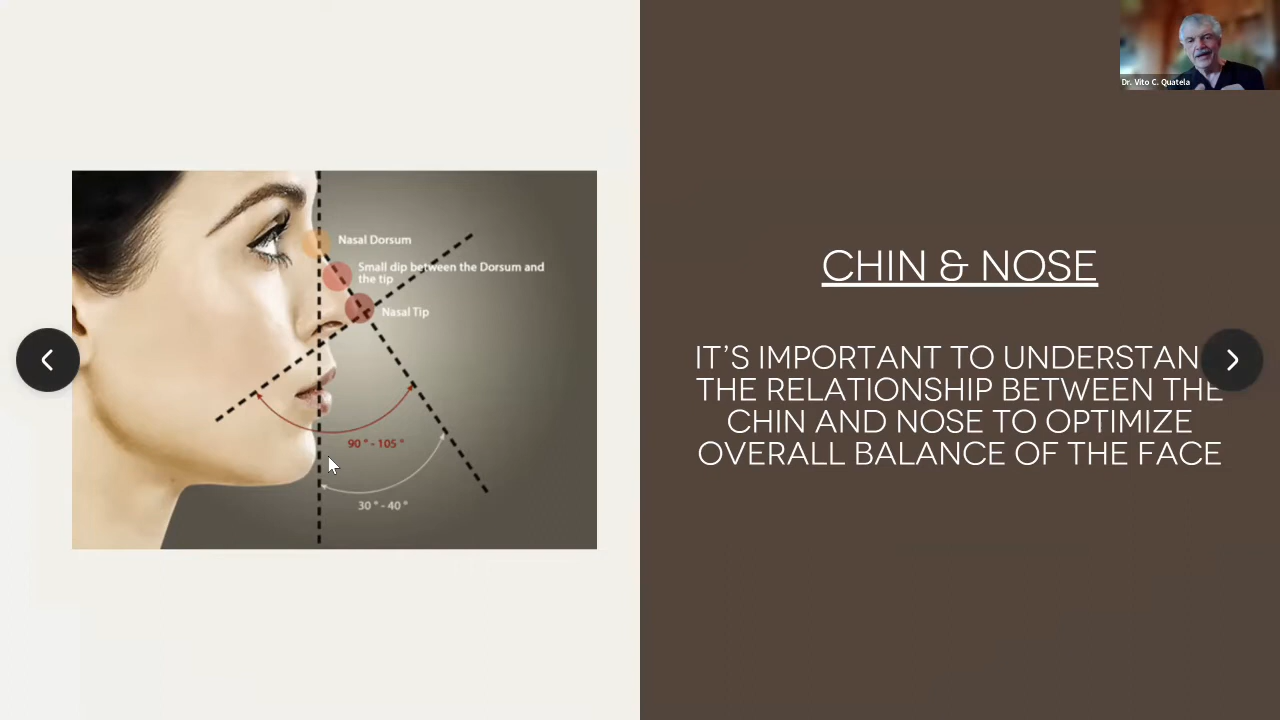 Dr. Vito C. Quatela
Nasal Dorsum
Small dip between the Dorsum and
the tip
Nasal Tip
90 ° - 105 °
30 ° - 40 °
CHIN & NOSE
IT'S IMPORTANT TO UNDERSTAN
THE RELATIONSHIP BETWEEN THE
CHIN AND NOSE TO OPTIMIZE
OVERALL BALANCE OF THE FACE